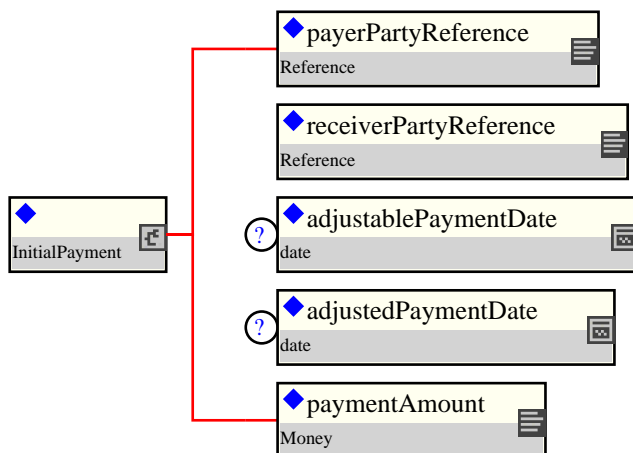 payerPartyReference
Reference
receiverPartyReference
Reference
InitialPayment
?
adjustablePaymentDate
date
?
adjustedPaymentDate
date
paymentAmount
Money